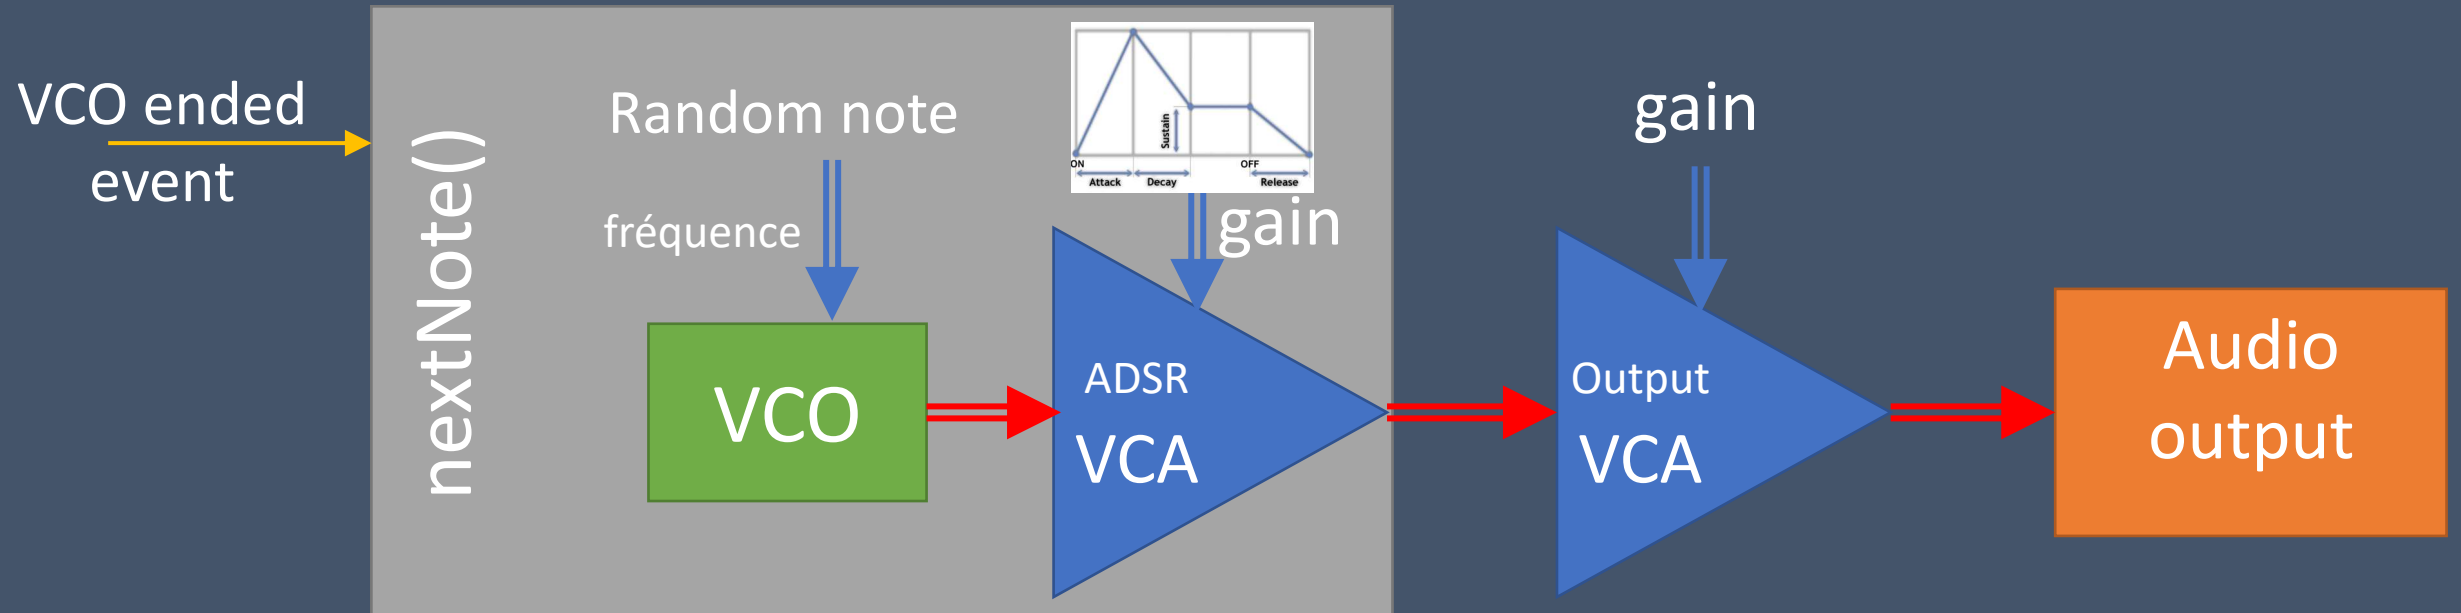 VCO ended
event
nextNote()
Random note
fréquence
VCO
Sustain
ON
OFF
Attack
Decay
Release
gain
ADSR
VCA
gain
Output
VCA
Audio
output